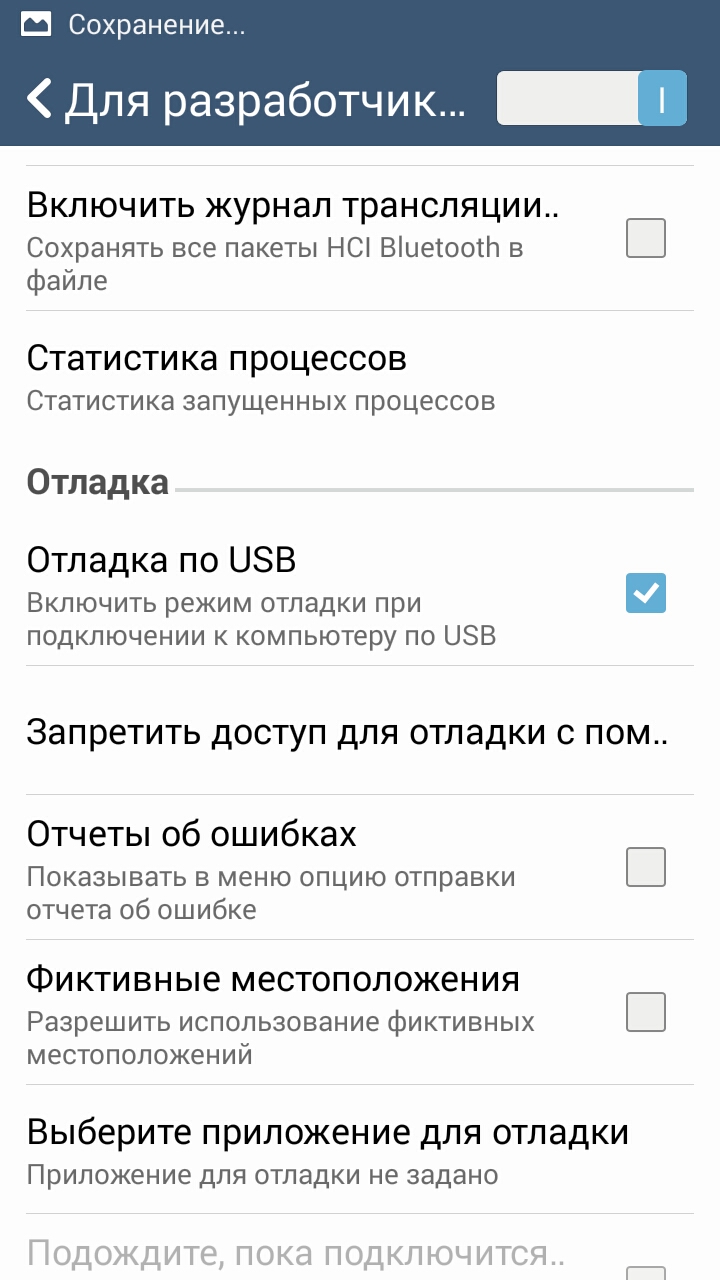 Сохранение...
Для разработчик...
Включить журнал трансляции..
Сохранять все пакеты HCI Bluetooth в
файле
Статистика процессов
Статистика запущенных процессов
Отладка
Отладка по USB
Включить режим отладки при
подключении к компьютеру по USB
Запретить доступ для отладки с пом..
Отчеты об ошибках
Показывать в меню опцию отправки
отчета об ошибке
Фиктивные местоположения
Разрешить использование фиктивных
местоположений
Выберите приложение для отладки
Приложение для отладки не задано
Подождите, пока подключится..